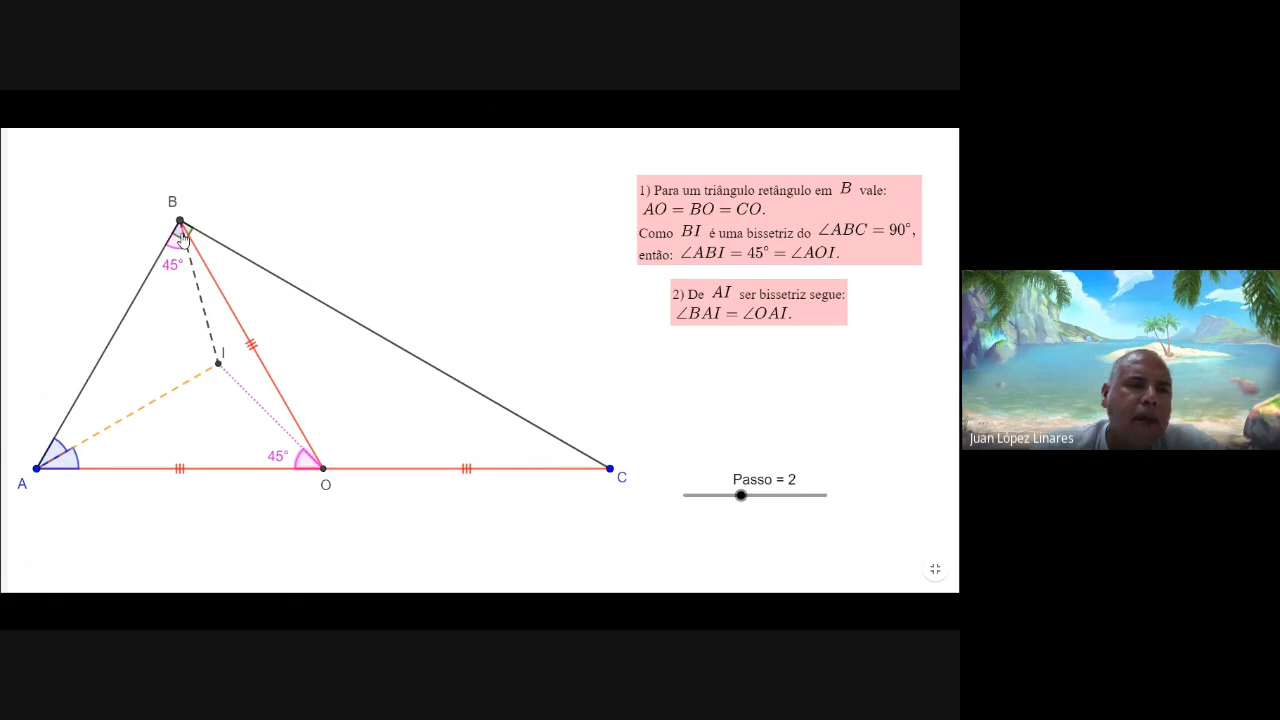 B
45°
I
45°
A
O
C
1) Para um triângulo retângulo em B vale:
AO = BO = CO.
Como BI é uma bissetriz do ∠ABC = 90°,
então: ∠ABI = 45° = ∠AOI.
2) De AI ser bissetriz segue:
∠BAI = ∠OAI.
Passo = 2
Juan López Linares